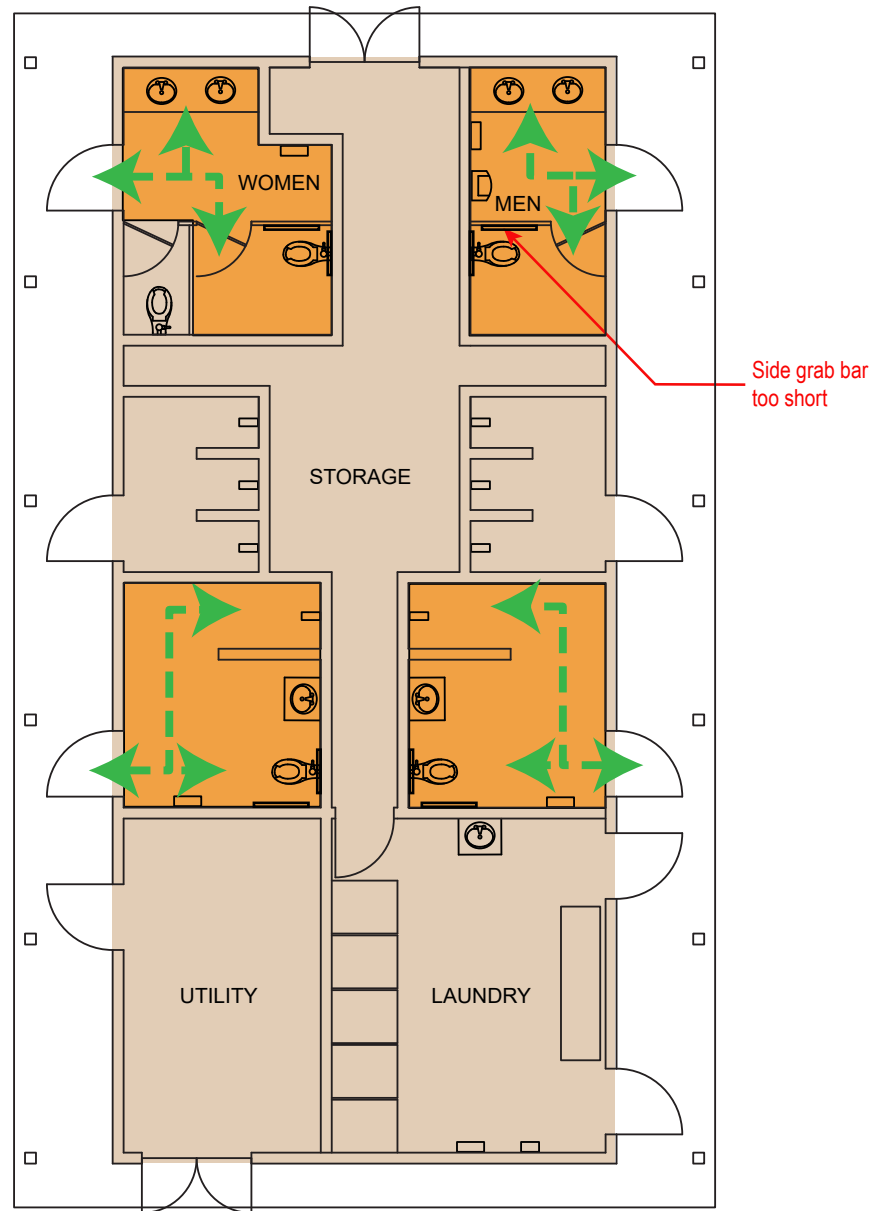 WOMEN
MEN
Side grab bar
too short
STORAGE
UTILITY
LAUNDRY